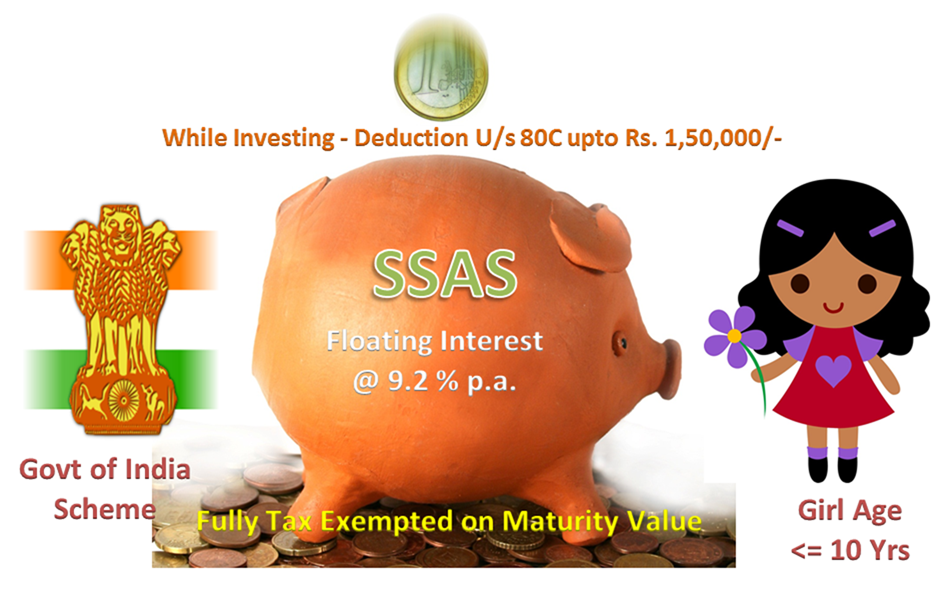 While Investing - Deduction U/s 80C upto Rs. 1,50,000/-
SSAS
Floating Interest
@ 9.2 % p.a.
Govt of India
Scheme
Fully Tax Exempted on Maturity Value
Girl Age
<= 10 Yrs